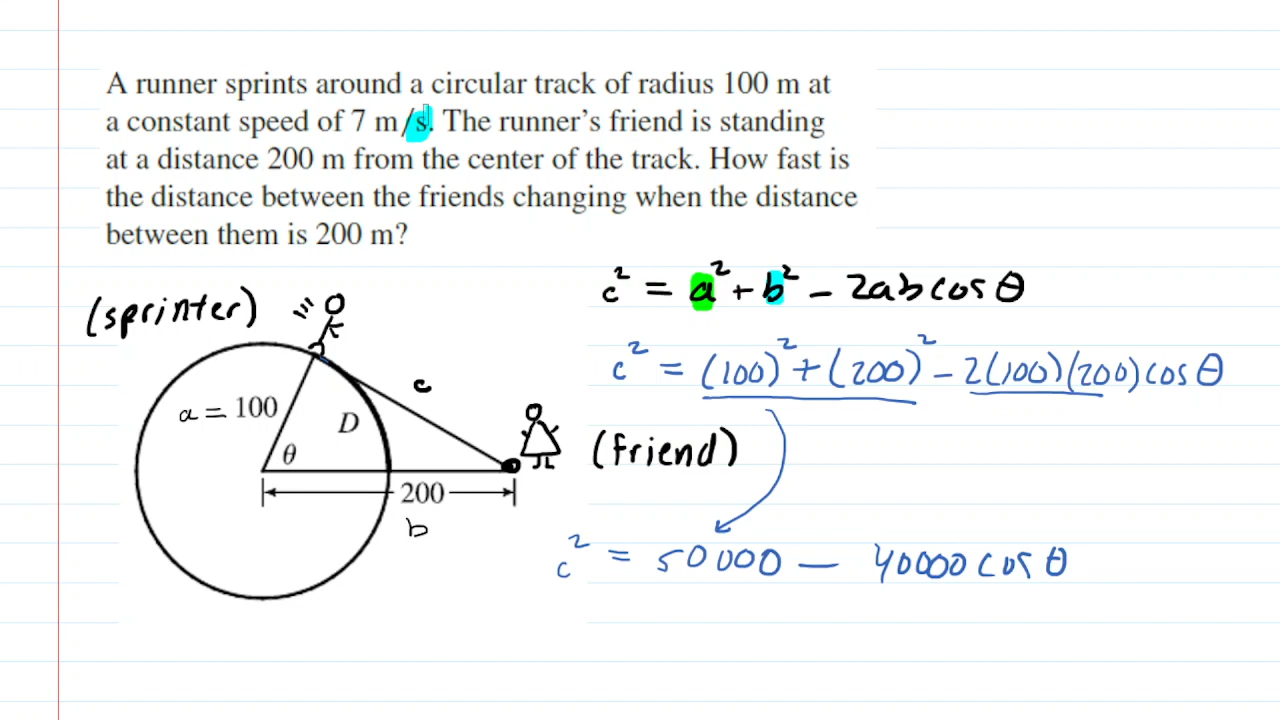 A runner sprints around a circular track of radius 100 m at
a constant speed of 7 m/s. The runner's friend is standing
at a distance 200 m from the center of the track. How fast is
the distance between the friends changing when the distance
between them is 200 m?
c² = a² + b² - 2ab cos θ
(sprinter)
c² = (100)² + (200)² - 2(100)(200) cos θ
c
a = 100
D
θ
(friend)
200
b
c² = 50000 - 40000 cos θ